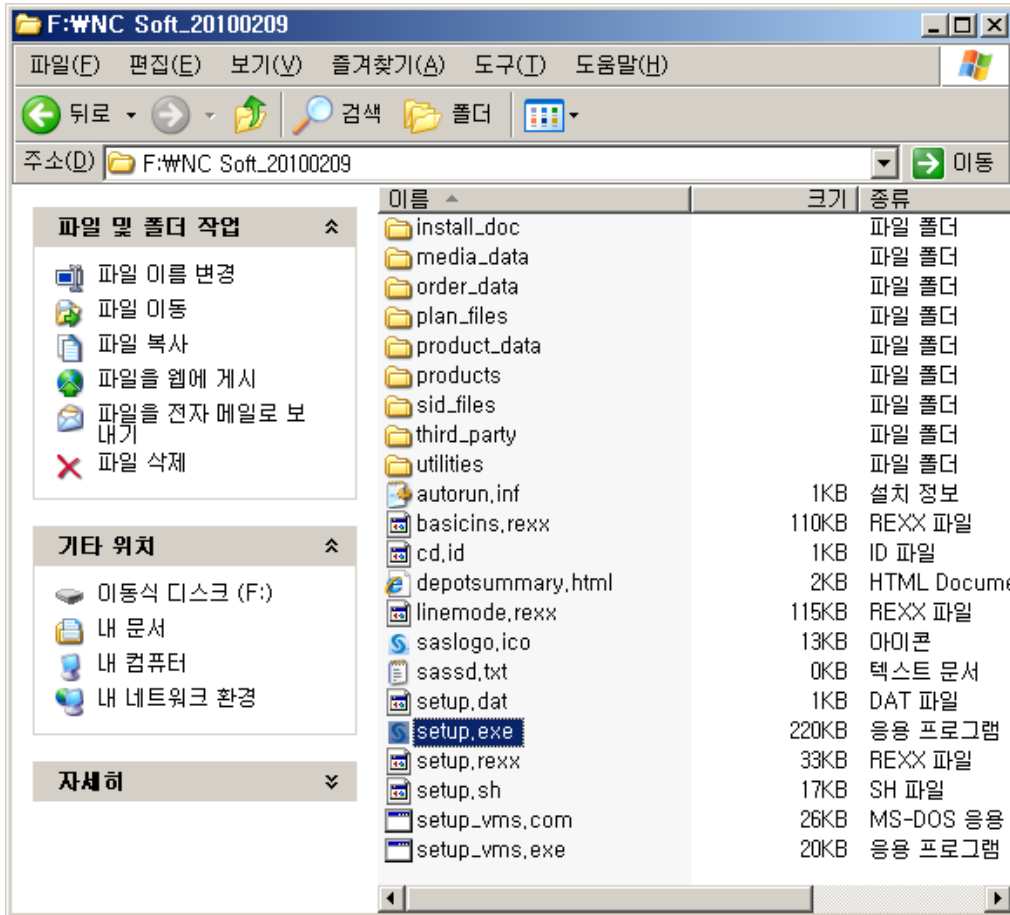 F:₩NC Soft_20100209
파일(F) 편집(E) 보기(V) 즐겨찾기(A) 도구(T) 도움말(H)
뒤로 검색 폴더
주소(D) F:₩NC Soft_20100209 이동
파일 및 폴더 작업
파일 이름 변경
파일 이동
파일 복사
파일을 웹에 게시
파일을 전자 메일로 보
내기
파일 삭제
기타 위치
이동식 디스크 (F:)
내 문서
내 컴퓨터
내 네트워크 환경
자세히
이름 크기 종류
install_doc 파일 폴더
media_data 파일 폴더
order_data 파일 폴더
plan_files 파일 폴더
product_data 파일 폴더
products 파일 폴더
sid_files 파일 폴더
third_party 파일 폴더
utilities 파일 폴더
autorun.inf 1KB 설치 정보
basicins.rexx 110KB REXX 파일
cd.id 1KB ID 파일
depotsummary.html 2KB HTML Docume
linemode.rexx 115KB REXX 파일
saslogo.ico 13KB 아이콘
sassd.txt 0KB 텍스트 문서
setup.dat 1KB DAT 파일
setup.exe 220KB 응용 프로그램
setup.rexx 33KB REXX 파일
setup.sh 17KB SH 파일
setup_vms.com 26KB MS-DOS 응용
setup_vms.exe 20KB 응용 프로그램